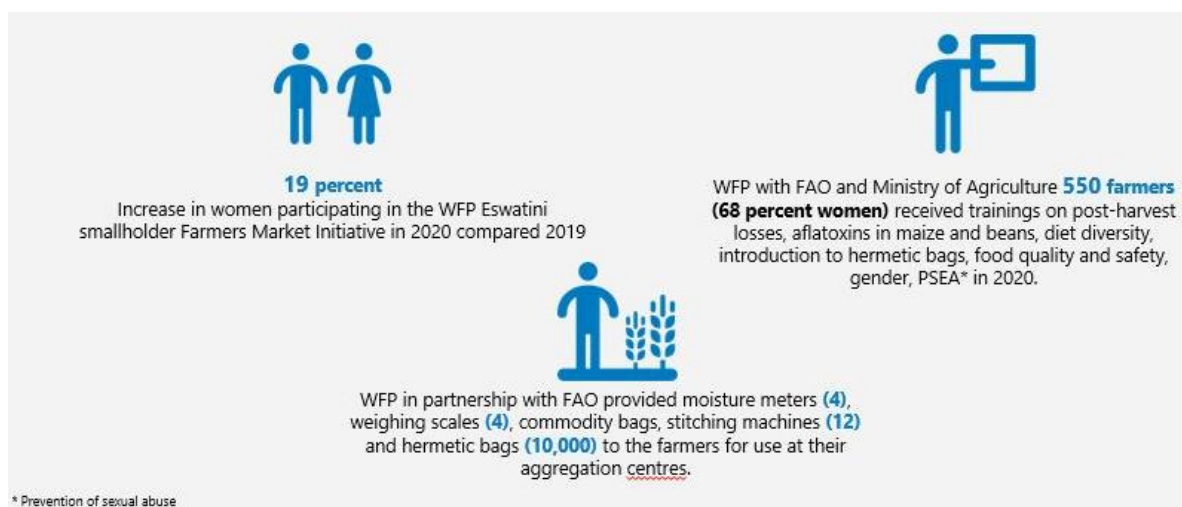 19 percent
Increase in women participating in the WFP Eswatini
smallholder Farmers Market Initiative in 2020 compared 2019
WFP with FAO and Ministry of Agriculture 550 farmers
(68 percent women) received trainings on post-harvest
losses, aflatoxins in maize and beans, diet diversity,
introduction to hermetic bags, food quality and safety,
gender, PSEA* in 2020.
WFP in partnership with FAO provided moisture meters (4),
weighing scales (4), commodity bags, stitching machines (12)
and hermetic bags (10,000) to the farmers for use at their
aggregation centres.
* Prevention of sexual abuse